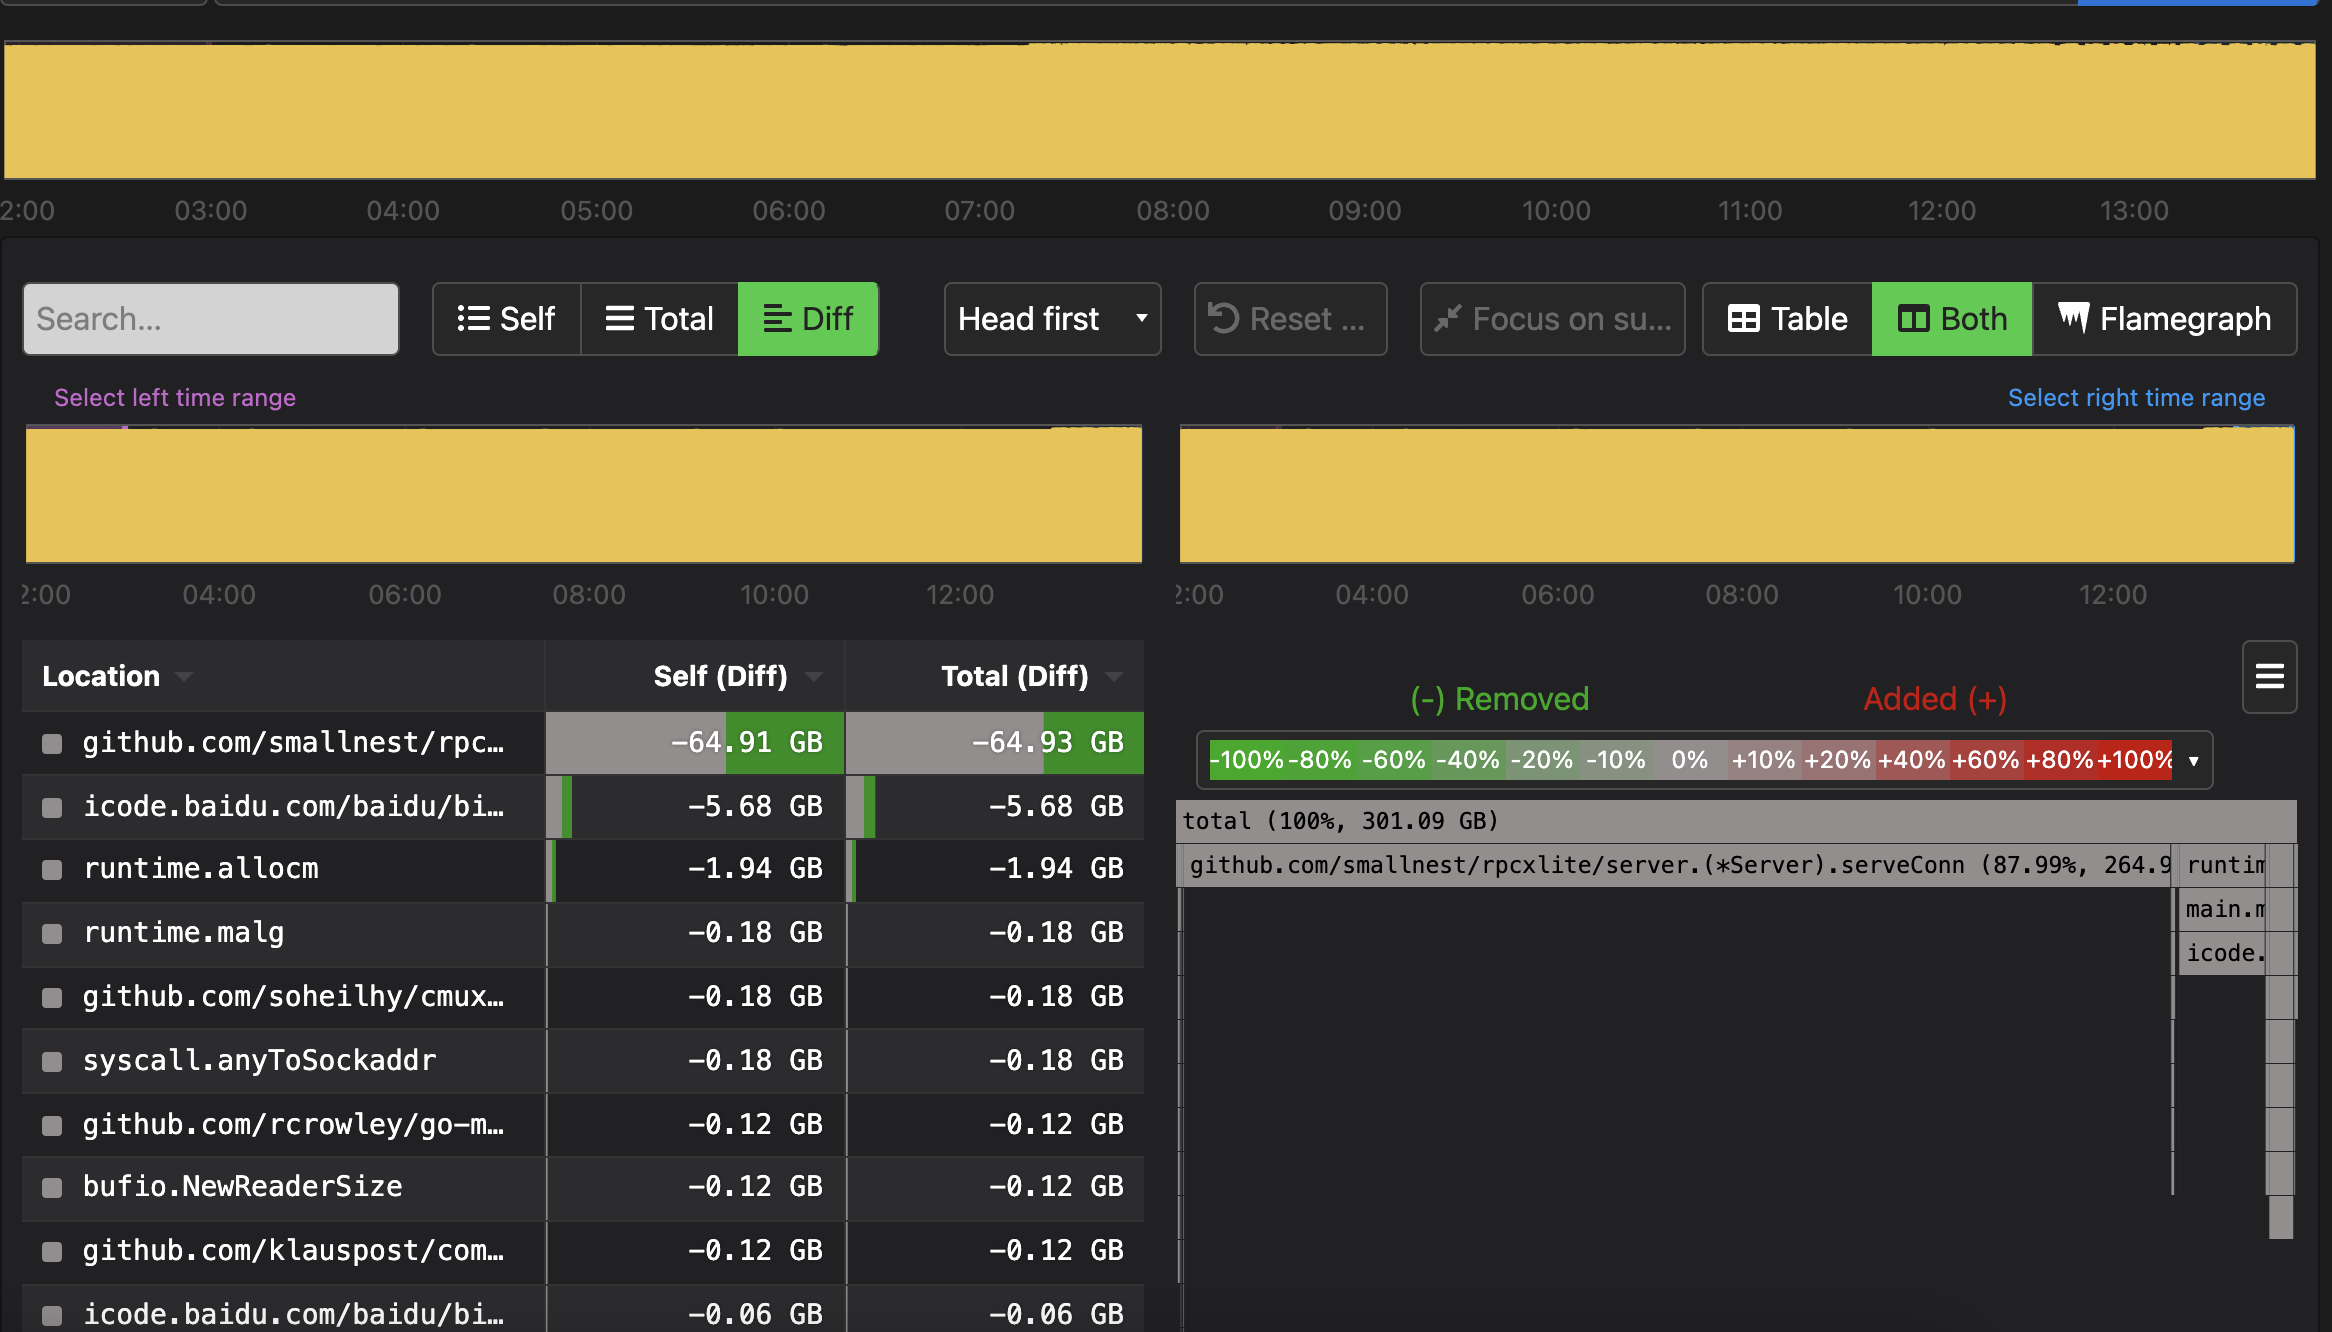 2:00 03:00 04:00 05:00 06:00 07:00 08:00 09:00 10:00 11:00 12:00 13:00
Search... Self Total Diff Head first Reset ... Focus on su... Table Both Flamegraph
Select left time range Select right time range
2:00 04:00 06:00 08:00 10:00 12:00 2:00 04:00 06:00 08:00 10:00 12:00
Location Self (Diff) Total (Diff)
github.com/smallnest/rpc… -64.91 GB -64.93 GB
icode.baidu.com/baidu/bi… -5.68 GB -5.68 GB
runtime.allocm -1.94 GB -1.94 GB
runtime.malg -0.18 GB -0.18 GB
github.com/soheilhy/cmux… -0.18 GB -0.18 GB
syscall.anyToSockaddr -0.18 GB -0.18 GB
github.com/rcrowley/go-m… -0.12 GB -0.12 GB
bufio.NewReaderSize -0.12 GB -0.12 GB
github.com/klauspost/com… -0.12 GB -0.12 GB
icode.baidu.com/baidu/bi… -0.06 GB -0.06 GB
(-) Removed Added (+)
-100% -80% -60% -40% -20% -10% 0% +10% +20% +40% +60% +80% +100%
total (100%, 301.09 GB)
github.com/smallnest/rpcxlite/server.(*Server).serveConn (87.99%, 264.9 runtim
main.m
icode.